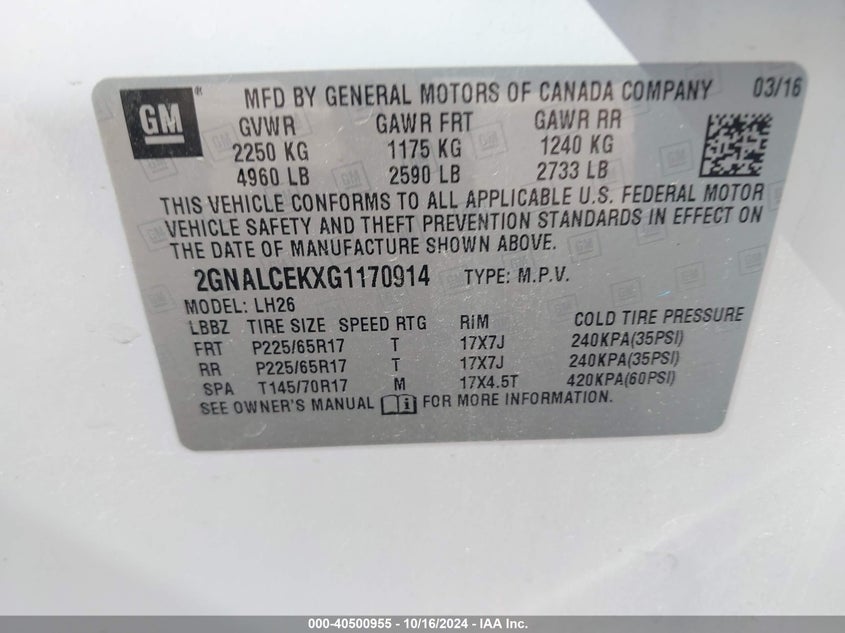 GM ® MFD BY GENERAL MOTORS OF CANADA COMPANY 03/16
GVWR GAWR FRT GAWR RR
2250 KG 1175 KG 1240 KG
4960 LB 2590 LB 2733 LB
THIS VEHICLE CONFORMS TO ALL APPLICABLE U.S. FEDERAL MOTOR
VEHICLE SAFETY AND THEFT PREVENTION STANDARDS IN EFFECT ON
THE DATE OF MANUFACTURE SHOWN ABOVE.
2GNALCEKXG1170914 TYPE: M.P.V.
MODEL: LH26
LBBZ TIRE SIZE SPEED RTG RIM COLD TIRE PRESSURE
FRT P225/65R17 T 17X7J 240KPA(35PSI)
RR P225/65R17 T 17X7J 240KPA(35PSI)
SPA T145/70R17 M 17X4.5T 420KPA(60PSI)
SEE OWNER'S MANUAL FOR MORE INFORMATION.
000-40500955 - 10/16/2024 - IAA Inc.